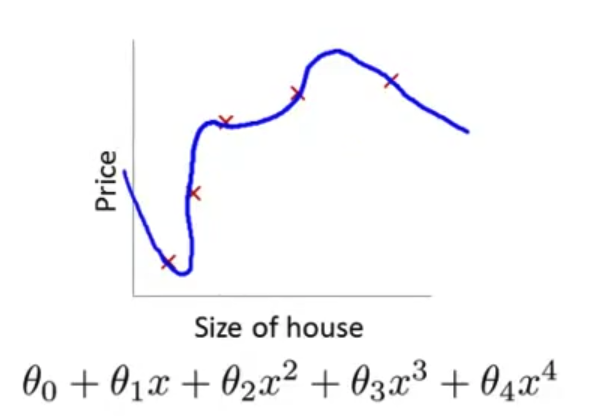 Price
Size of house
θ₀ + θ₁x + θ₂x² + θ₃x³ + θ₄x⁴